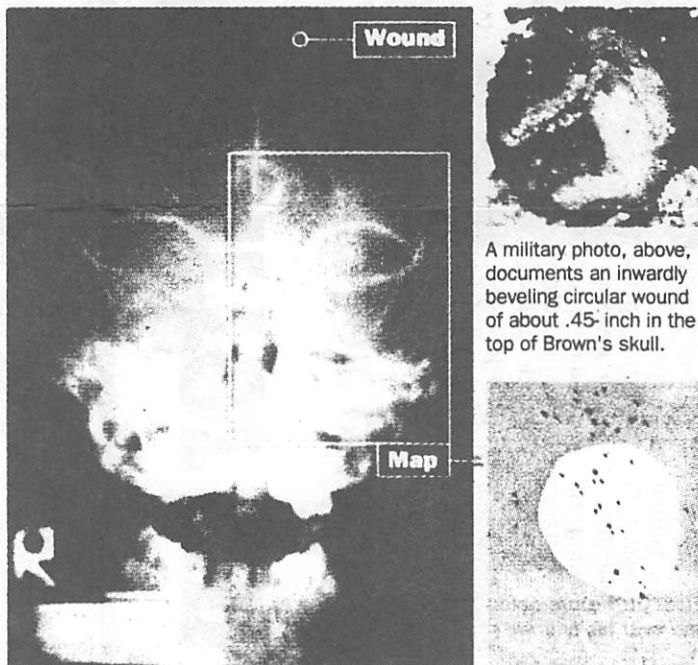 Wound
A military photo, above,
documents an inwardly
beveling circular wound
of about .45- inch in the
top of Brown's skull.
Map